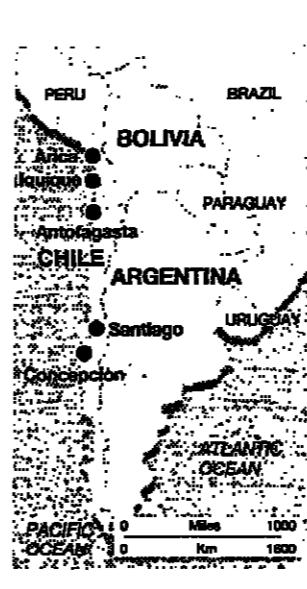 PERU
BRAZIL
BOLIVIA
Arica
Iquique
PARAGUAY
Antofagasta
CHILE
ARGENTINA
Santiago
URUGUAY
Concepción
ATLANTIC
OCEAN
PACIFIC
OCEAN
0 Miles 1000
0 Km 1600